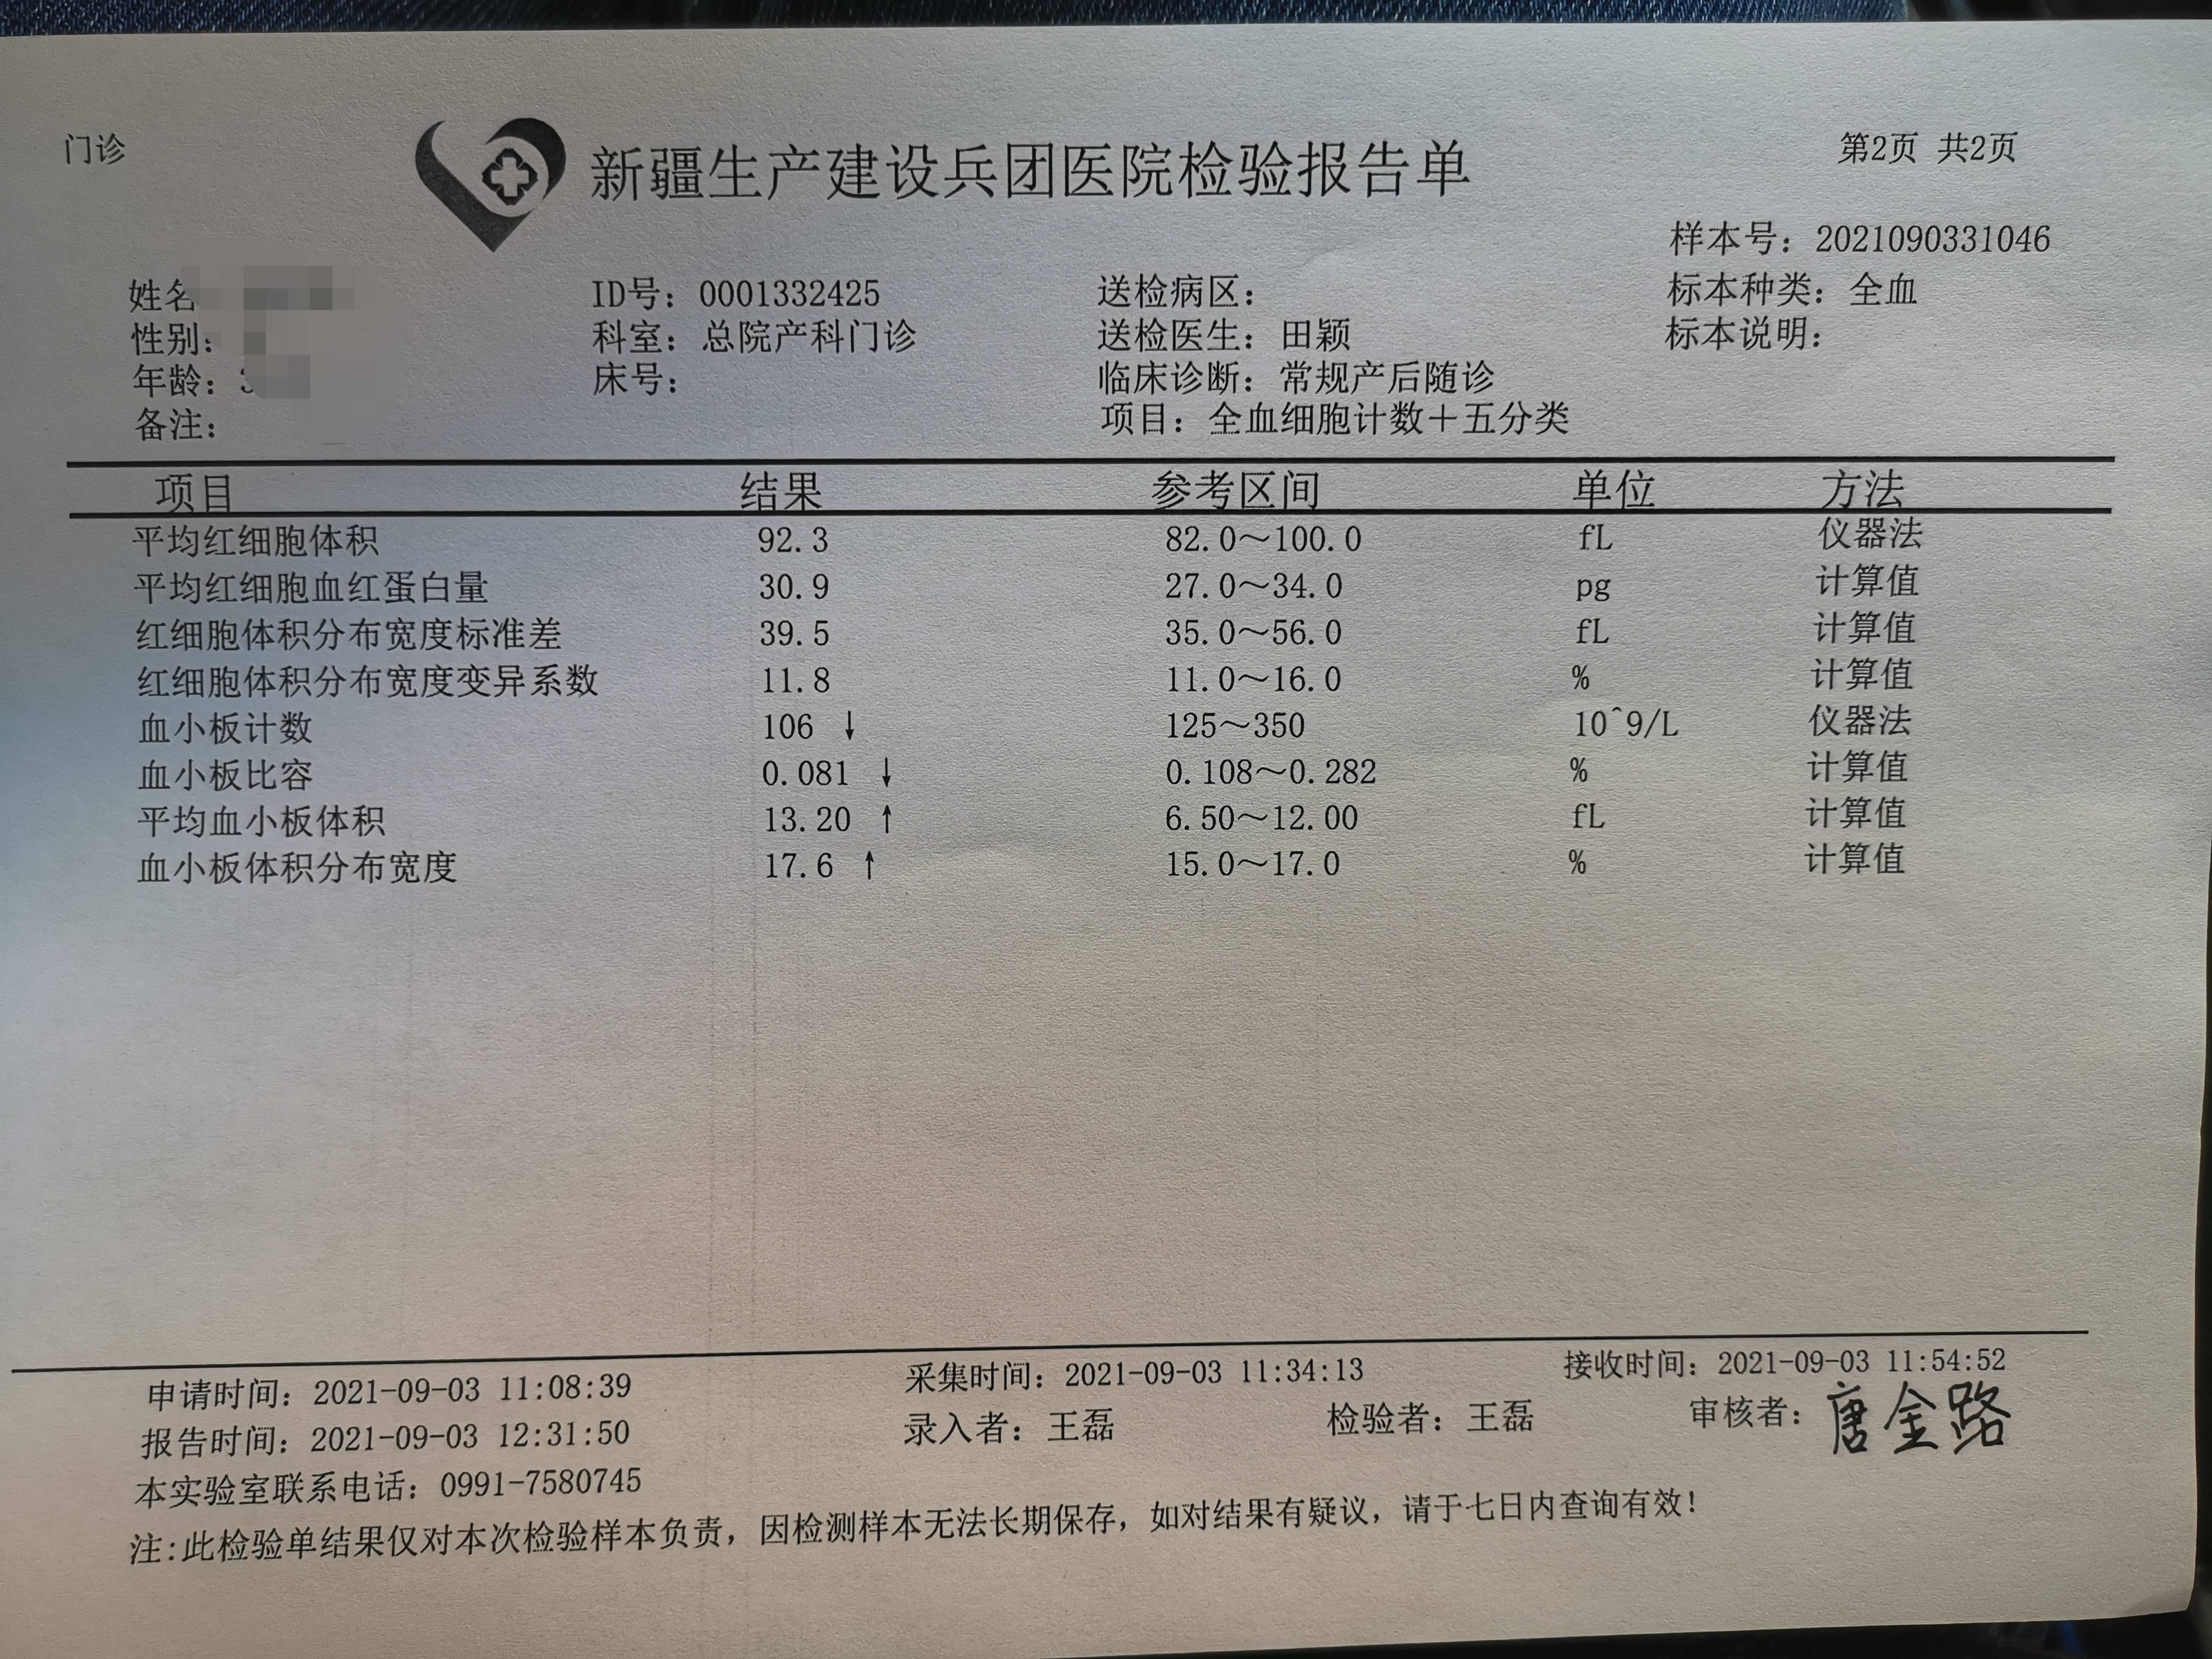 门诊
新疆生产建设兵团医院检验报告单
第2页 共2页
样本号：2021090331046
姓名 ID号：0001332425 送检病区： 标本种类：全血
性别： 科室：总院产科门诊 送检医生：田颖 标本说明：
年龄：3 床号： 临床诊断：常规产后随诊
备注： 项目：全血细胞计数＋五分类
项目 结果 参考区间 单位 方法
平均红细胞体积 92.3 82.0～100.0 fL 仪器法
平均红细胞血红蛋白量 30.9 27.0～34.0 pg 计算值
红细胞体积分布宽度标准差 39.5 35.0～56.0 fL 计算值
红细胞体积分布宽度变异系数 11.8 11.0～16.0 % 计算值
血小板计数 106 ↓ 125～350 10^9/L 仪器法
血小板比容 0.081 ↓ 0.108～0.282 % 计算值
平均血小板体积 13.20 ↑ 6.50～12.00 fL 计算值
血小板体积分布宽度 17.6 ↑ 15.0～17.0 % 计算值
申请时间：2021-09-03 11:08:39 采集时间：2021-09-03 11:34:13 接收时间：2021-09-03 11:54:52
报告时间：2021-09-03 12:31:50 录入者：王磊 检验者：王磊 审核者：唐金路
本实验室联系电话：0991-7580745
注:此检验单结果仅对本次检验样本负责，因检测样本无法长期保存，如对结果有疑议，请于七日内查询有效！